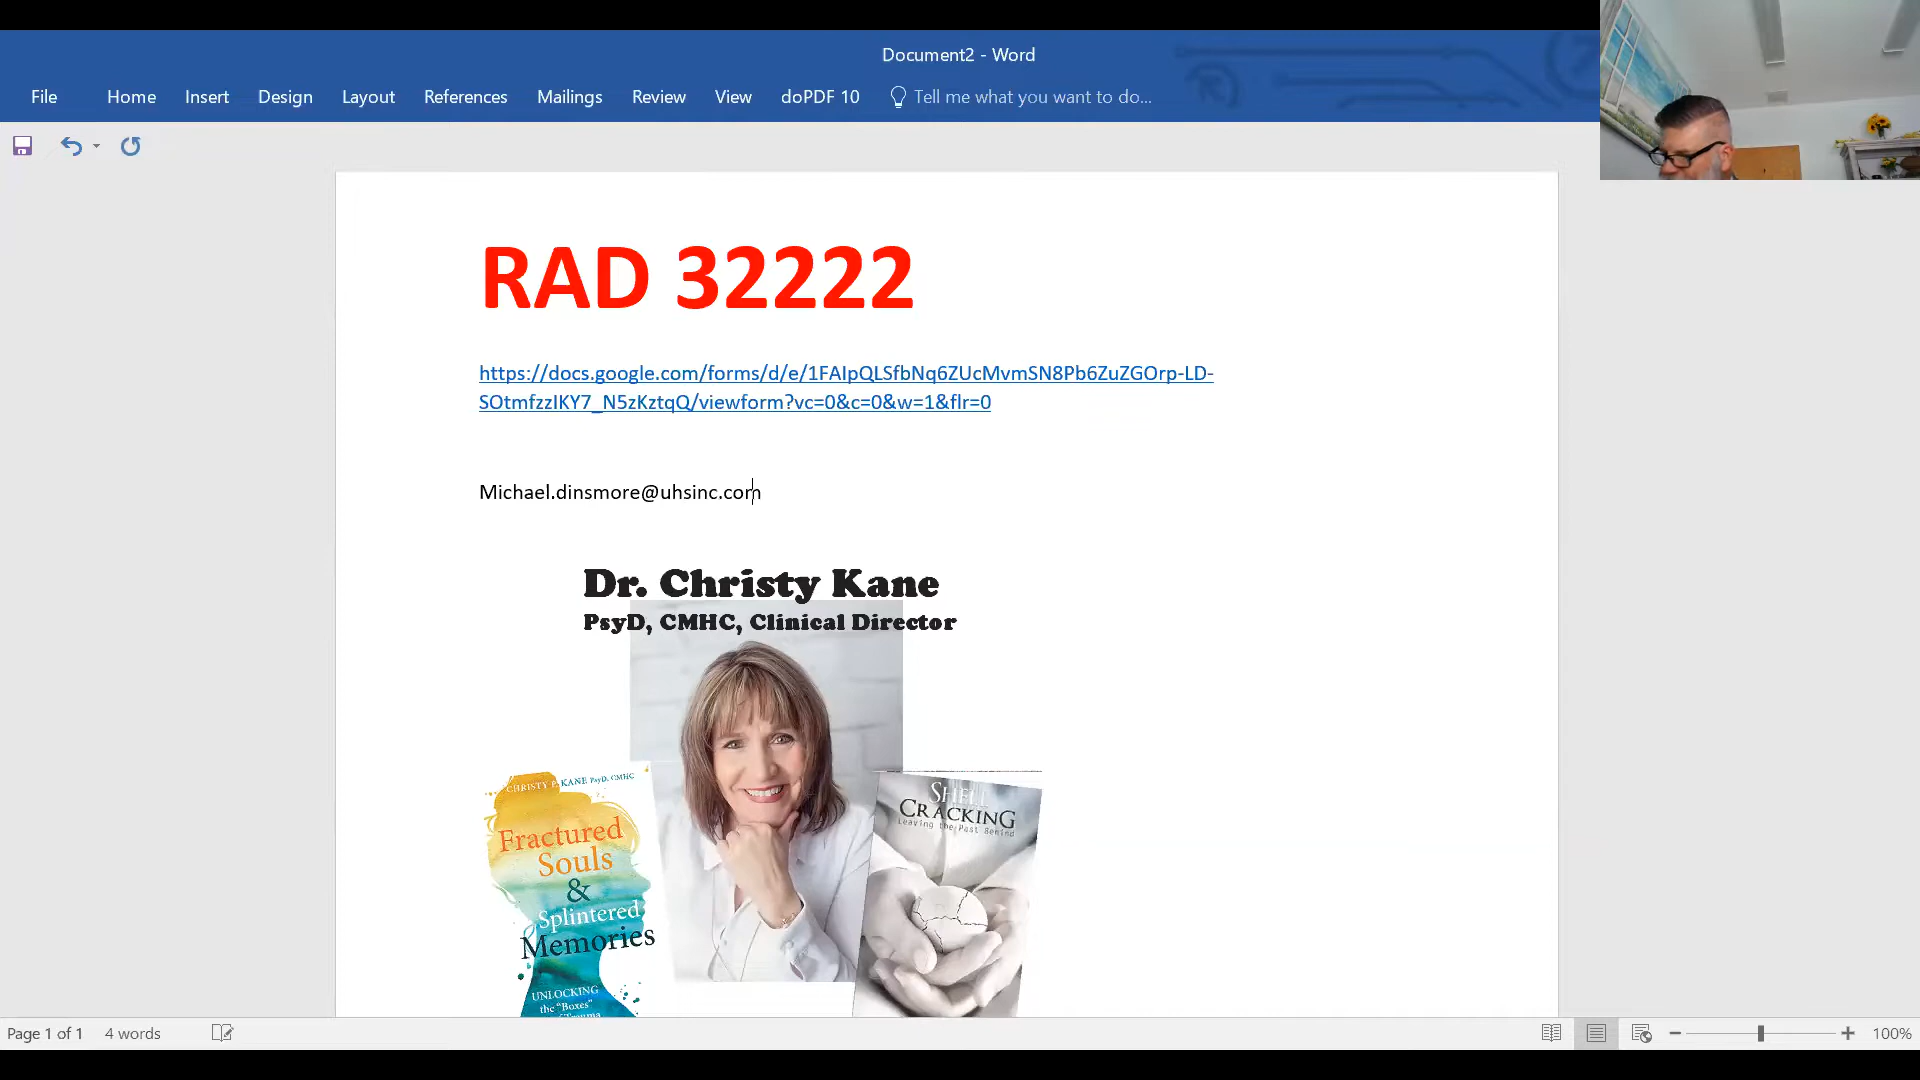 Document2 - Word
File Home Insert Design Layout References Mailings Review View doPDF 10 Tell me what you want to do...
RAD 32222
https://docs.google.com/forms/d/e/1FAIpQLSfbNq6ZUcMvmSN8Pb6ZuZGOrp-LD-
SOtmfzzIKY7_N5zKztqQ/viewform?vc=0&c=0&w=1&flr=0
Michael.dinsmore@uhsinc.com
Dr. Christy Kane
PsyD, CMHC, Clinical Director
CHRISTY P. KANE PsyD, CMHC
Fractured
Souls
&
Splintered
Memories
UNLOCKING
the "Boxes"
of Trauma
SHELL
CRACKING
Leaving the Past Behind
Page 1 of 1 4 words 100%